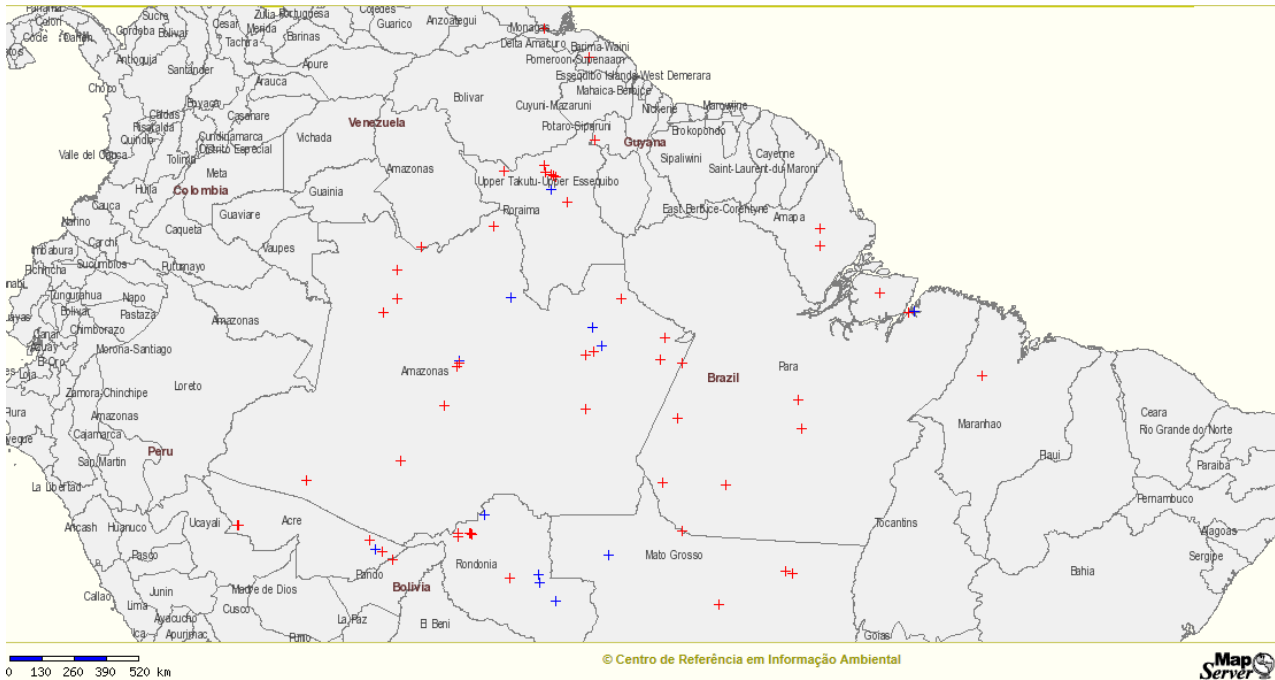 Sucre
Zulia
Portuguesa
Cojedes
Colon
Cordoba
Bolivar
Cesar
Merida
Guarico
Anzoategui
Monagas
Cocle
Darien
Tachira
Barinas
Delta Amacuro
Barima-Waini
Antioquia
Santander
Apure
Pomeroon-Supenaam
Arauca
Essequibo Islands-West Demerara
Choco
Boyaca
Bolivar
Mahaica-Berbice
Caldas
Casanare
Cuyuni-Mazaruni
Nickerie
Marowijne
Risaralda
Cundinamarca
Vichada
Venezuela
Potaro-Siparuni
Brokopondo
Quindio
Distrito Especial
Guyana
Valle del Cauca
Tolima
Amazonas
Sipaliwini
Cayenne
Meta
Saint-Laurent-du-Maroni
Huila
Colombia
Guainia
Upper Takutu-Upper Essequibo
Cauca
Guaviare
Roraima
East Berbice-Corentyne
Amapa
Narino
Caqueta
Carchi
Vaupes
Imbabura
Sucumbios
Putumayo
Pichincha
Tungurahua
Napo
Bolivar
Pastaza
Amazonas
Chimborazo
Morona-Santiago
El Oro
Loja
Loreto
Amazonas
Brazil
Para
Zamora-Chinchipe
Piura
Amazonas
Maranhao
Ceara
Rio Grande do Norte
Cajamarca
Peru
Piaui
San Martin
Paraiba
La Libertad
Pernambuco
Ancash
Huanuco
Ucayali
Acre
Tocantins
Alagoas
Pasco
Rondonia
Mato Grosso
Sergipe
Pando
Bahia
Junin
Madre de Dios
Bolivia
Callao
Lima
Cusco
Ayacucho
La Paz
El Beni
Ica
Apurimac
Puno
Goias
0 130 260 390 520 km
© Centro de Referência em Informação Ambiental
Map
Server